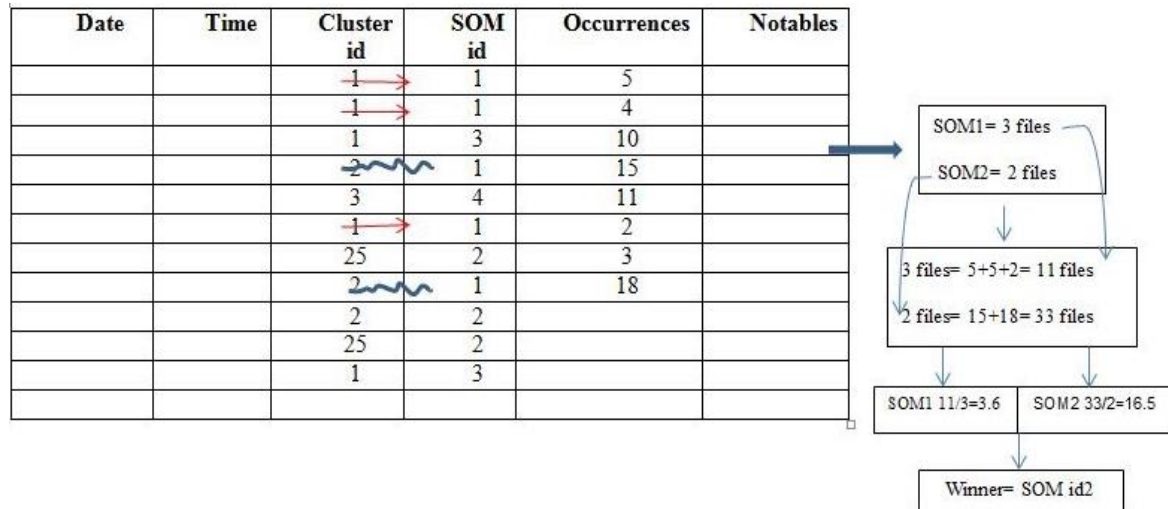 Date Time Cluster id SOM id Occurrences Notables
1 1 5
1 1 4
1 3 10
2 1 15
3 4 11
1 1 2
25 2 3
2 1 18
2 2
25 2
1 3
SOM1= 3 files
SOM2= 2 files
3 files= 5+5+2= 11 files
2 files= 15+18= 33 files
SOM1 11/3=3.6 SOM2 33/2=16.5
Winner= SOM id2